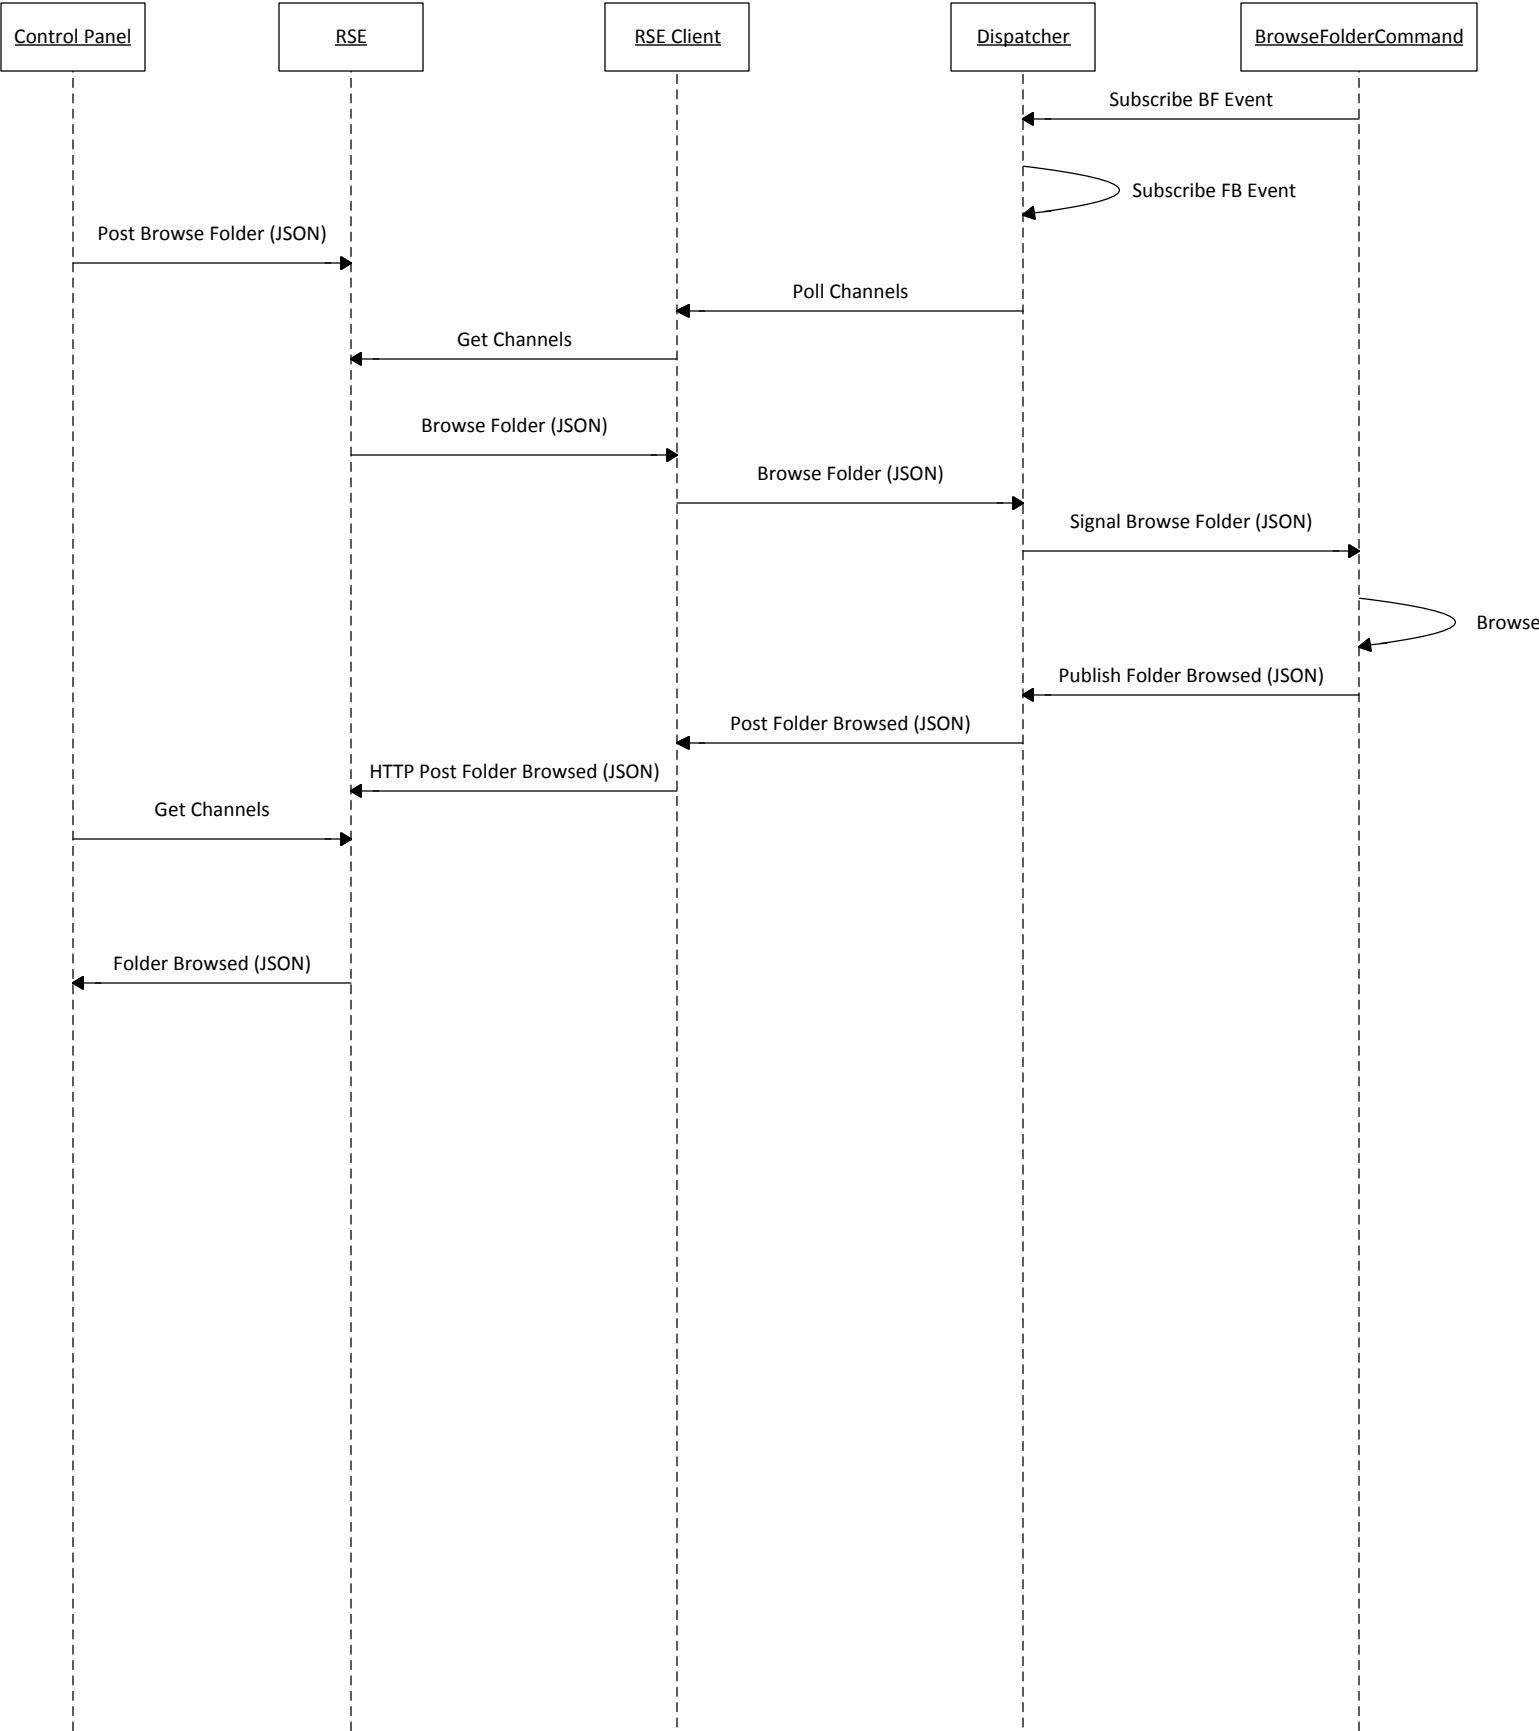 Control Panel
RSE
RSE Client
Dispatcher
BrowseFolderCommand
Subscribe BF Event
Subscribe FB Event
Post Browse Folder (JSON)
Poll Channels
Get Channels
Browse Folder (JSON)
Browse Folder (JSON)
Signal Browse Folder (JSON)
Browse
Publish Folder Browsed (JSON)
Post Folder Browsed (JSON)
HTTP Post Folder Browsed (JSON)
Get Channels
Folder Browsed (JSON)